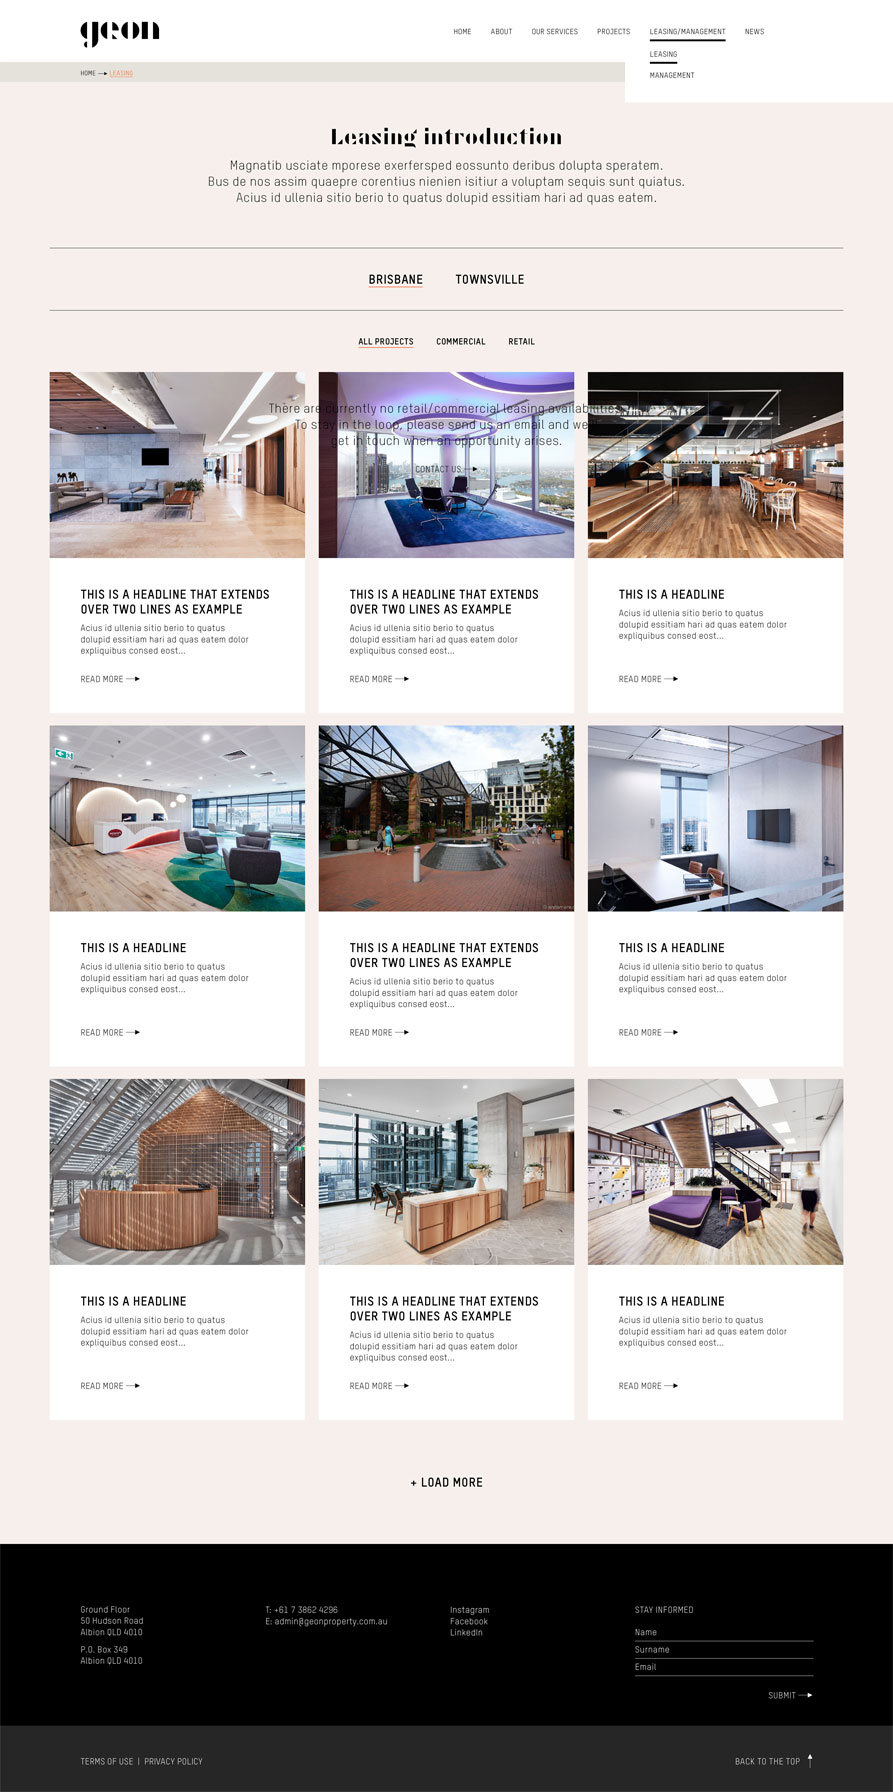 geon
HOME ABOUT OUR SERVICES PROJECTS LEASING/MANAGEMENT NEWS
LEASING
MANAGEMENT
HOME → LEASING
Leasing introduction
Magnatib usciate mporese exerfersped eossunto deribus dolupta speratem.
Bus de nos assim quaepre corentius nienien isitiur a voluptam sequis sunt quiatus.
Acius id ullenia sitio berio to quatus dolupid essitiam hari ad quas eatem.
BRISBANE TOWNSVILLE
ALL PROJECTS COMMERCIAL RETAIL
There are currently no retail/commercial leasing availabilities
To stay in the loop, please send us an email and we'll
get in touch when an opportunity arises.
CONTACT US →
THIS IS A HEADLINE THAT EXTENDS
OVER TWO LINES AS EXAMPLE
Acius id ullenia sitio berio to quatus
dolupid essitiam hari ad quas eatem dolor
expliquibus consed eost...
READ MORE →
THIS IS A HEADLINE THAT EXTENDS
OVER TWO LINES AS EXAMPLE
Acius id ullenia sitio berio to quatus
dolupid essitiam hari ad quas eatem dolor
expliquibus consed eost...
READ MORE →
THIS IS A HEADLINE
Acius id ullenia sitio berio to quatus
dolupid essitiam hari ad quas eatem dolor
expliquibus consed eost...
READ MORE →
THIS IS A HEADLINE
Acius id ullenia sitio berio to quatus
dolupid essitiam hari ad quas eatem dolor
expliquibus consed eost...
READ MORE →
THIS IS A HEADLINE THAT EXTENDS
OVER TWO LINES AS EXAMPLE
Acius id ullenia sitio berio to quatus
dolupid essitiam hari ad quas eatem dolor
expliquibus consed eost...
READ MORE →
THIS IS A HEADLINE
Acius id ullenia sitio berio to quatus
dolupid essitiam hari ad quas eatem dolor
expliquibus consed eost...
READ MORE →
THIS IS A HEADLINE
Acius id ullenia sitio berio to quatus
dolupid essitiam hari ad quas eatem dolor
expliquibus consed eost...
READ MORE →
THIS IS A HEADLINE THAT EXTENDS
OVER TWO LINES AS EXAMPLE
Acius id ullenia sitio berio to quatus
dolupid essitiam hari ad quas eatem dolor
expliquibus consed eost...
READ MORE →
THIS IS A HEADLINE
Acius id ullenia sitio berio to quatus
dolupid essitiam hari ad quas eatem dolor
expliquibus consed eost...
READ MORE →
+ LOAD MORE
Ground Floor
50 Hudson Road
Albion QLD 4010
P.O. Box 349
Albion QLD 4010
T: +61 7 3862 4296
E: admin@geonproperty.com.au
Instagram
Facebook
LinkedIn
STAY INFORMED
Name
Surname
Email
SUBMIT →
TERMS OF USE | PRIVACY POLICY
BACK TO THE TOP ↑